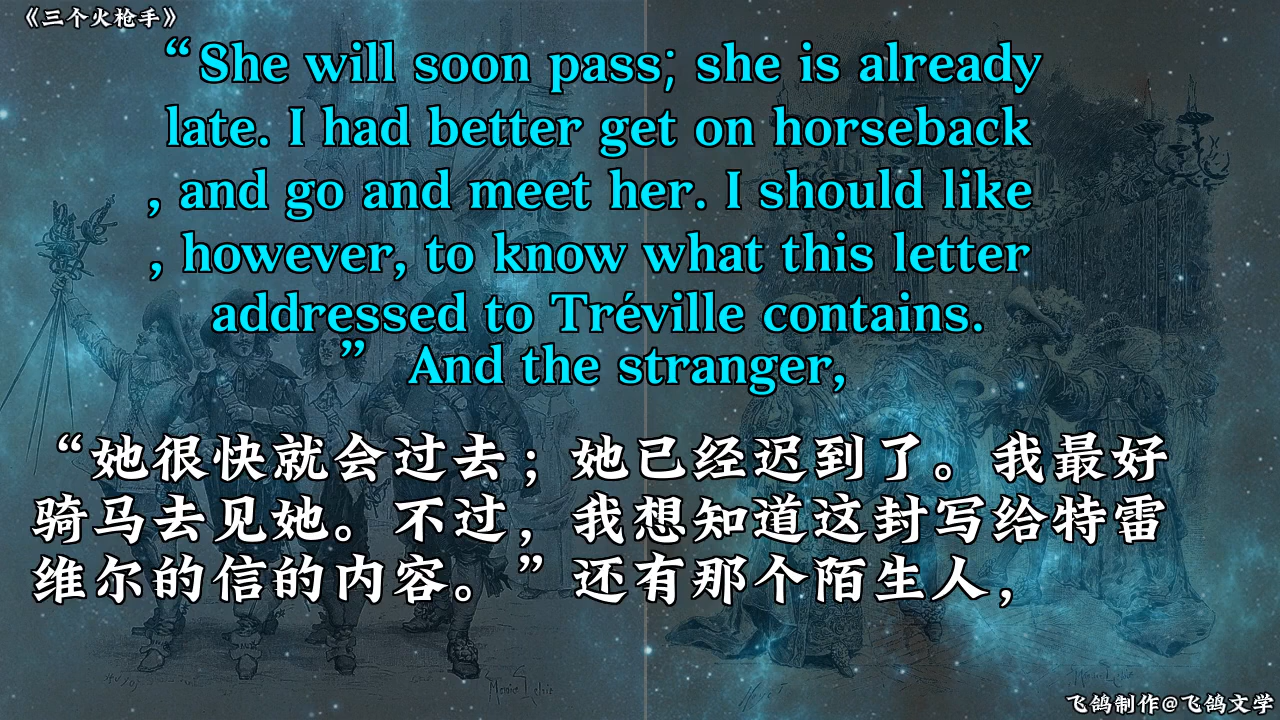 《三个火枪手》
“She will soon pass; she is already
late. I had better get on horseback
, and go and meet her. I should like
, however, to know what this letter
addressed to Tréville contains.
” And the stranger,
“她很快就会过去；她已经迟到了。我最好
骑马去见她。不过，我想知道这封写给特雷
维尔的信的内容。”还有那个陌生人，
飞鸽制作@飞鸽文学